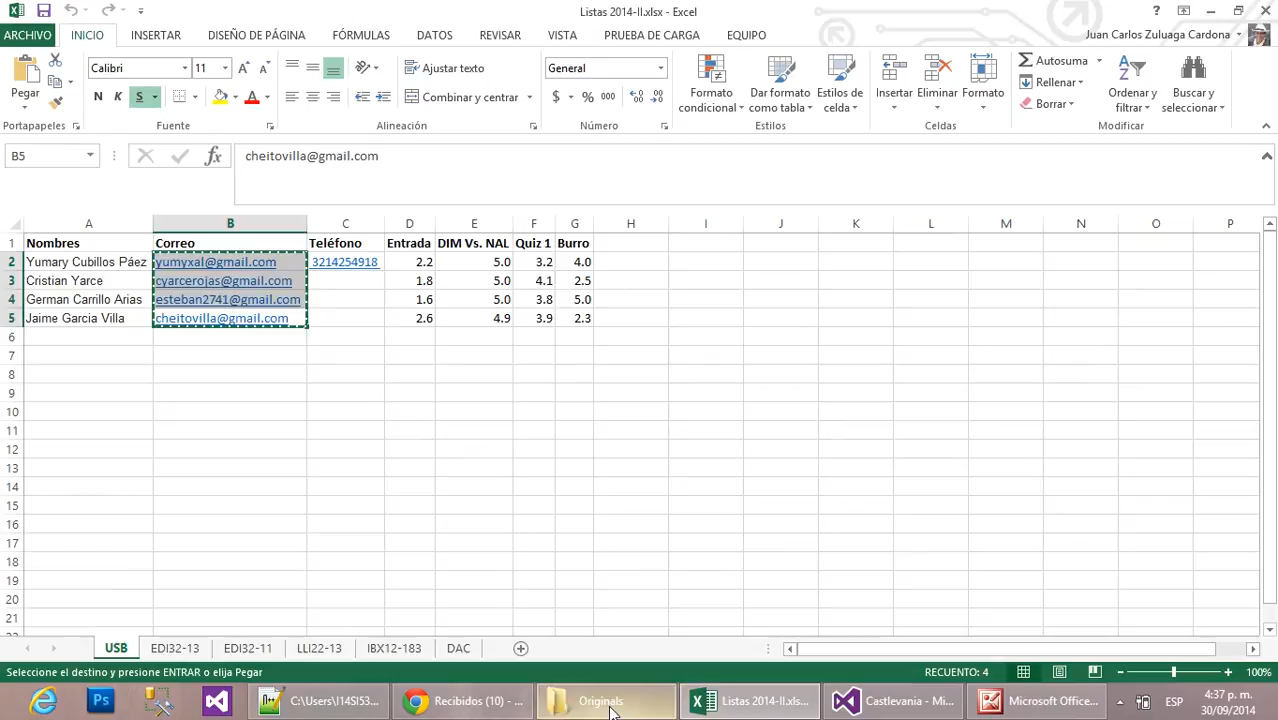 Listas 2014-II.xlsx - Excel
ARCHIVO INICIO INSERTAR DISEÑO DE PÁGINA FÓRMULAS DATOS REVISAR VISTA PRUEBA DE CARGA EQUIPO Juan Carlos Zuluaga Cardona
Calibri 11 Ajustar texto General Autosuma
Pegar Formato condicional Dar formato como tabla Estilos de celda Insertar Eliminar Formato Rellenar Ordenar y filtrar Buscar y seleccionar
N K S A Combinar y centrar $ % 000 Borrar
Portapapeles Fuente Alineación Número Estilos Celdas Modificar
B5 fx cheitovilla@gmail.com
A B C D E F G H I J K L M N O P
1 Nombres Correo Teléfono Entrada DIM Vs. NAL Quiz 1 Burro
2 Yumary Cubillos Páez yumyxal@gmail.com 3214254918 2.2 5.0 3.2 4.0
3 Cristian Yarce cyarcerojas@gmail.com 1.8 5.0 4.1 2.5
4 German Carrillo Arias esteban2741@gmail.com 1.6 5.0 3.8 5.0
5 Jaime Garcia Villa cheitovilla@gmail.com 2.6 4.9 3.9 2.3
6
7
8
9
10
11
12
13
14
15
16
17
18
19
20
21
USB EDI32-13 EDI32-11 LLI22-13 IBX12-183 DAC
Seleccione el destino y presione ENTRAR o elija Pegar RECUENTO: 4 100%
C:\Users\I14SI53... Recibidos (10) - ... Originals Listas 2014-II.xls... Castlevania - Mi... Microsoft Office... ESP 4:37 p. m.
30/09/2014